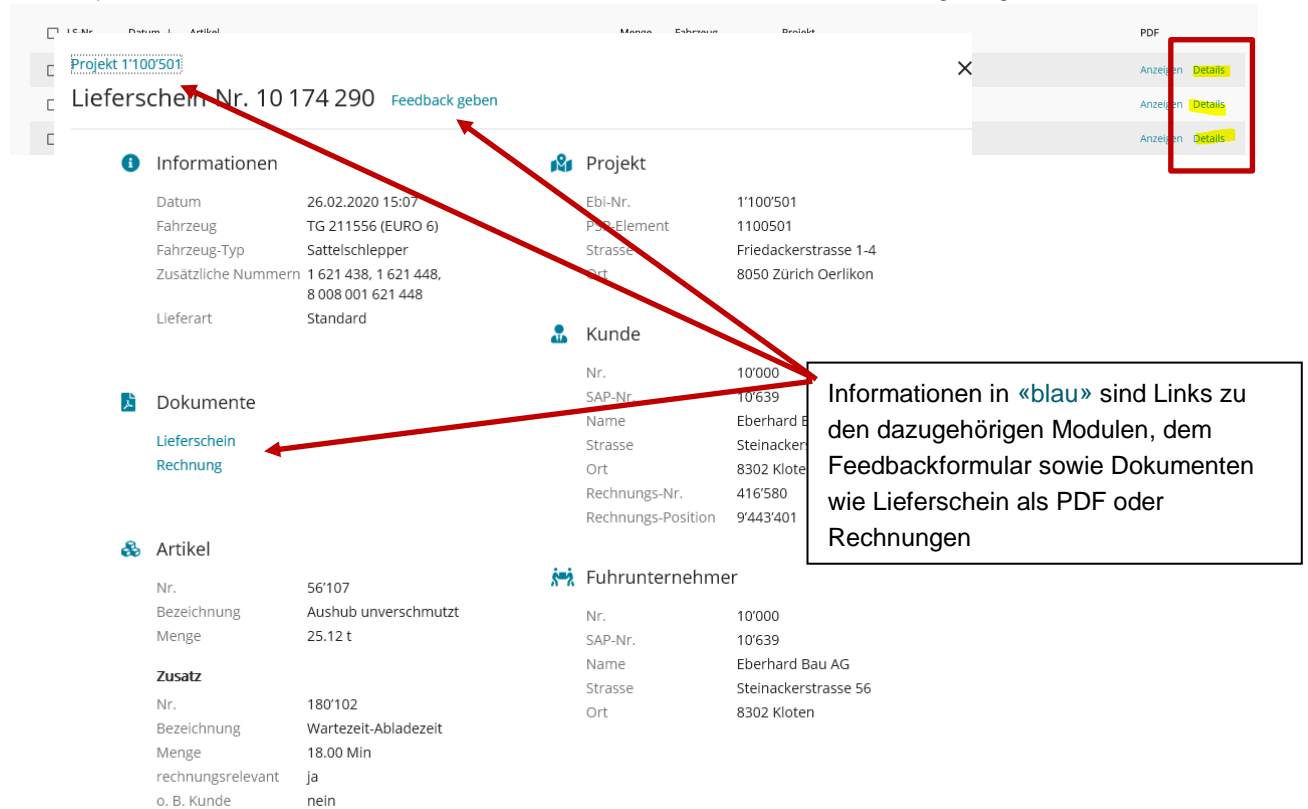 LS-Nr. Datum ↓ Artikel Menge Fahrzeug Projekt PDF
Projekt 1'100'501
Anzeigen Details
Lieferschein Nr. 10 174 290 Feedback geben
Anzeigen Details
Anzeigen Details
Informationen
Datum 26.02.2020 15:07
Fahrzeug TG 211556 (EURO 6)
Fahrzeug-Typ Sattelschlepper
Zusätzliche Nummern 1 621 438, 1 621 448,
8 008 001 621 448
Lieferart Standard
Dokumente
Lieferschein
Rechnung
Artikel
Nr. 56'107
Bezeichnung Aushub unverschmutzt
Menge 25.12 t
Zusatz
Nr. 180'102
Bezeichnung Wartezeit-Abladezeit
Menge 18.00 Min
rechnungsrelevant ja
o. B. Kunde nein
Projekt
Ebi-Nr. 1'100'501
PSP-Element 1100501
Strasse Friedackerstrasse 1-4
Ort 8050 Zürich Oerlikon
Kunde
Nr. 10'000
SAP-Nr. 10'639
Name Eberhard
Strasse
Ort 8302
Rechnungs-Nr. 416'580
Rechnungs-Position 9'443'401
Fuhrunternehmer
Nr. 10'000
SAP-Nr. 10'639
Name Eberhard Bau AG
Strasse Steinackerstrasse 56
Ort 8302 Kloten
Informationen in «blau» sind Links zu
den dazugehörigen Modulen, dem
Feedbackformular sowie Dokumenten
wie Lieferschein als PDF oder
Rechnungen